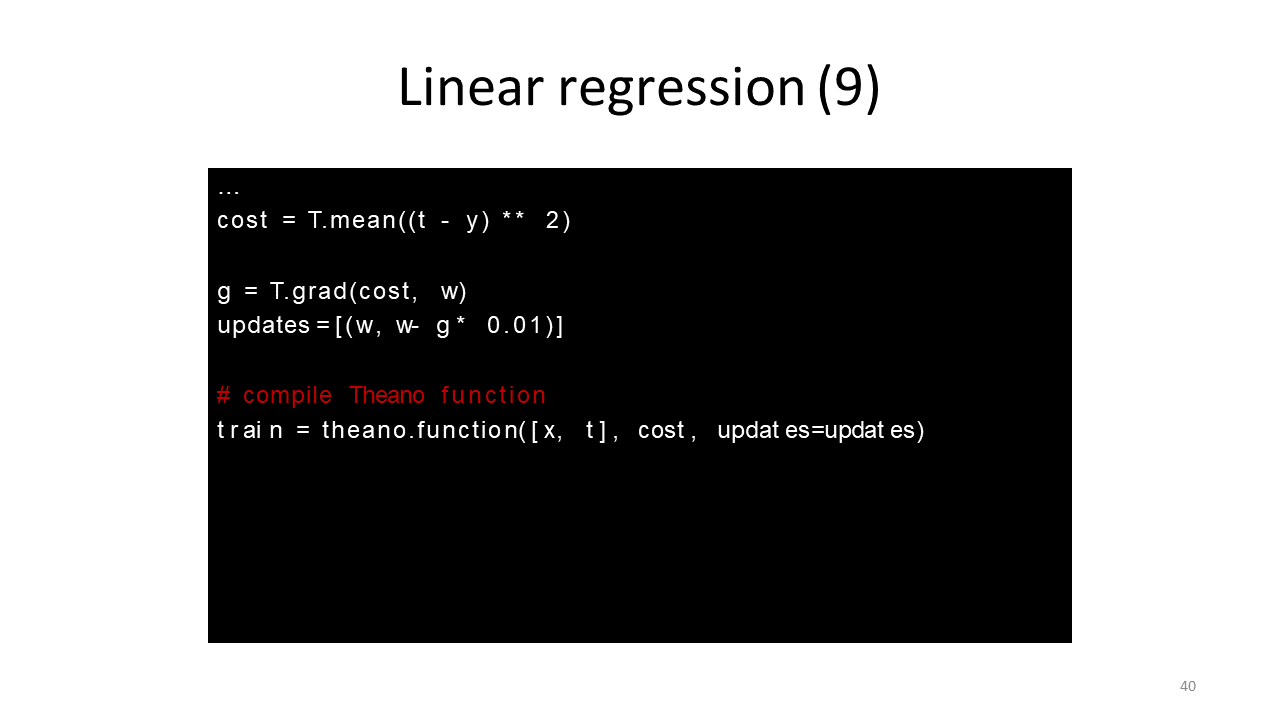 Linear regression (9)
…
cost = T.mean((t - y) ** 2)
g = T.grad(cost, w)
updates = [(w, w- g * 0.01)]
# compile Theano function
train = theano.function([x, t], cost, updates=updates)
40